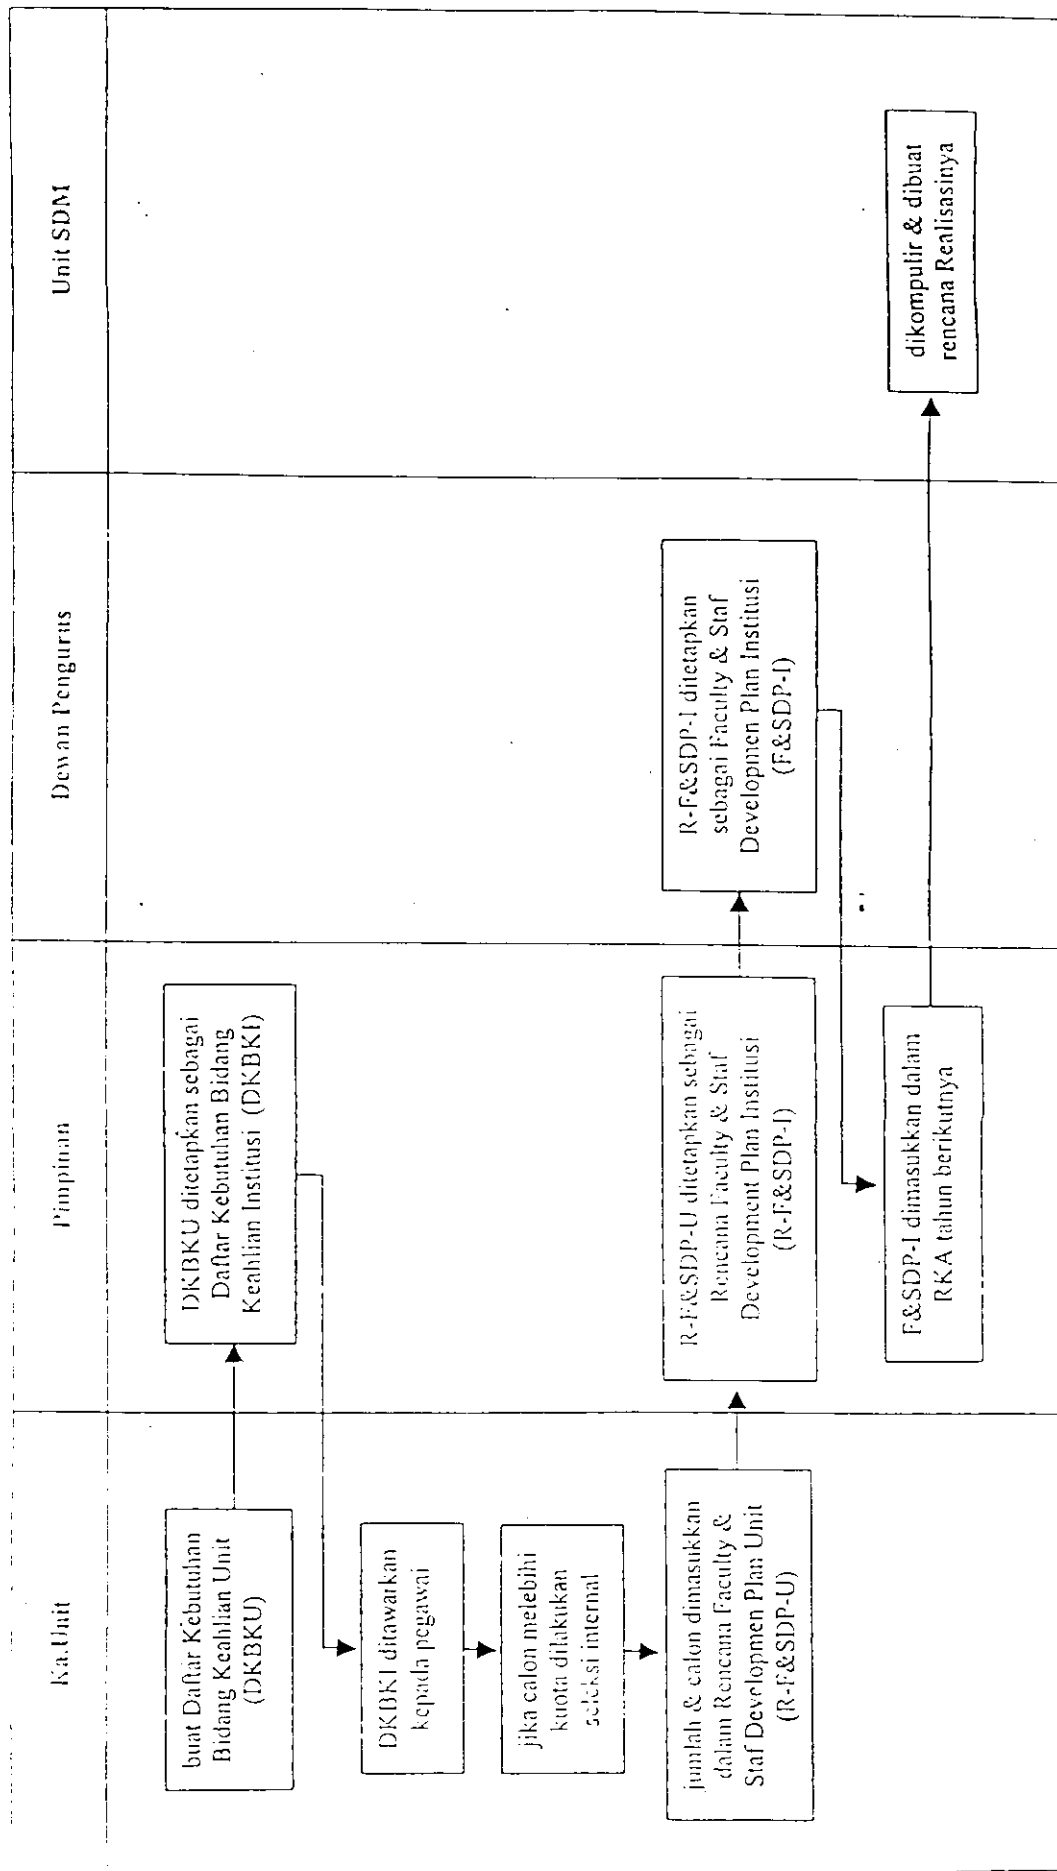 Ka.Unit
Pimpinan
Dewan Pengurus
Unit SDM
buat Daftar Kebutuhan
Bidang Keahlian Unit
(DKBKU)
DKBKU ditetapkan sebagai
Daftar Kebutuhan Bidang
Keahlian Institusi (DKBKI)
DKBKI ditawarkan
kepada pegawai
jika calon melebihi
kuota dilakukan
seleksi internal
jumlah & calon dimasukkan
dalam Rencana Faculty &
Staf Developmen Plan Unit
(R-F&SDP-U)
R-F&SDP-U ditetapkan sebagai
Rencana Faculty & Staf
Development Plan Institusi
(R-F&SDP-I)
R-F&SDP-I ditetapkan
sebagai Faculty & Staf
Developmen Plan Institusi
(F&SDP-I)
F&SDP-I dimasukkan dalam
RKA tahun berikutnya
dikompulir & dibuat
rencana Realisasinya